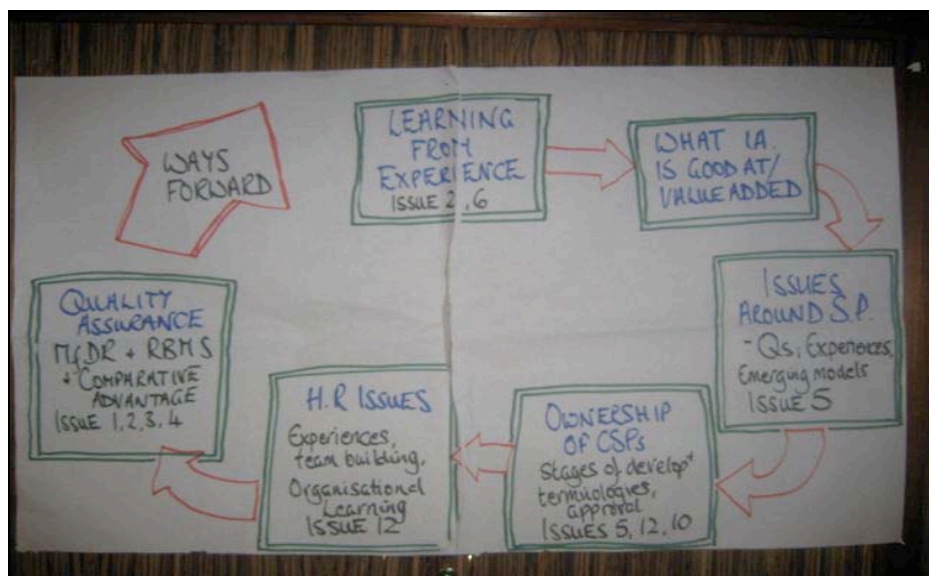 LEARNING
FROM
EXPERIENCE
ISSUE 2,6
WHAT IA
IS GOOD AT/
VALUE ADDED
ISSUES
AROUND S.P.
- Qs, Experiences,
Emerging models
ISSUE 5
OWNERSHIP
OF CSPs
Stages of develop^t
terminologies,
approval
ISSUES 5, 12, 10
H.R ISSUES
Experiences,
team building,
Organisational
Learning
ISSUE 12
QUALITY
ASSURANCE
MfDR + RBMS
+ COMPARATIVE
ADVANTAGE
ISSUE 1,2,3,4
WAYS
FORWARD